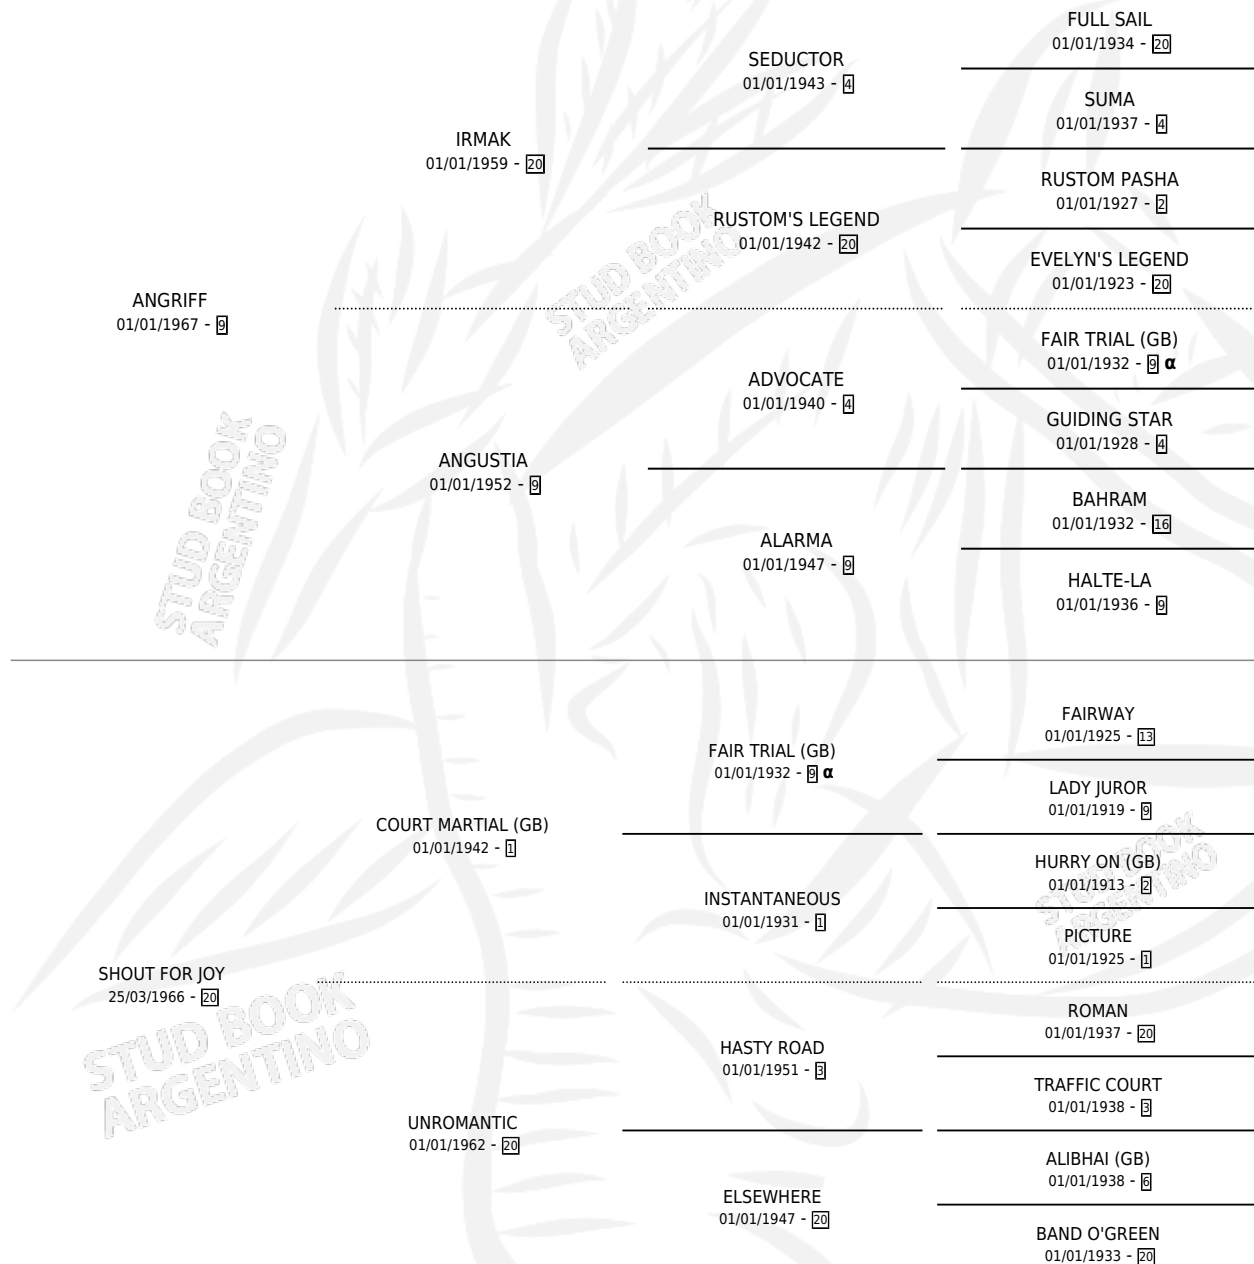 FULL SAIL
01/01/1934 - 20
SEDUCTOR
01/01/1943 - 4
SUMA
01/01/1937 - 4
IRMAK
01/01/1959 - 20
RUSTOM PASHA
01/01/1927 - 2
RUSTOM'S LEGEND
01/01/1942 - 20
EVELYN'S LEGEND
01/01/1923 - 20
ANGRIFF
01/01/1967 - 9
FAIR TRIAL (GB)
01/01/1932 - 9 α
ADVOCATE
01/01/1940 - 4
GUIDING STAR
01/01/1928 - 4
ANGUSTIA
01/01/1952 - 9
BAHRAM
01/01/1932 - 16
ALARMA
01/01/1947 - 9
HALTE-LA
01/01/1936 - 9
FAIRWAY
01/01/1925 - 13
FAIR TRIAL (GB)
01/01/1932 - 9 α
LADY JUROR
01/01/1919 - 9
COURT MARTIAL (GB)
01/01/1942 - 1
HURRY ON (GB)
01/01/1913 - 2
INSTANTANEOUS
01/01/1931 - 1
PICTURE
01/01/1925 - 1
SHOUT FOR JOY
25/03/1966 - 20
ROMAN
01/01/1937 - 20
HASTY ROAD
01/01/1951 - 3
TRAFFIC COURT
01/01/1938 - 3
UNROMANTIC
01/01/1962 - 20
ALIBHAI (GB)
01/01/1938 - 6
ELSEWHERE
01/01/1947 - 20
BAND O'GREEN
01/01/1933 - 20
STUD BOOK
ARGENTINO
STUD BOOK
ARGENTINO
STUD BOOK
ARGENTINO
STUD BOOK
ARGENTINO